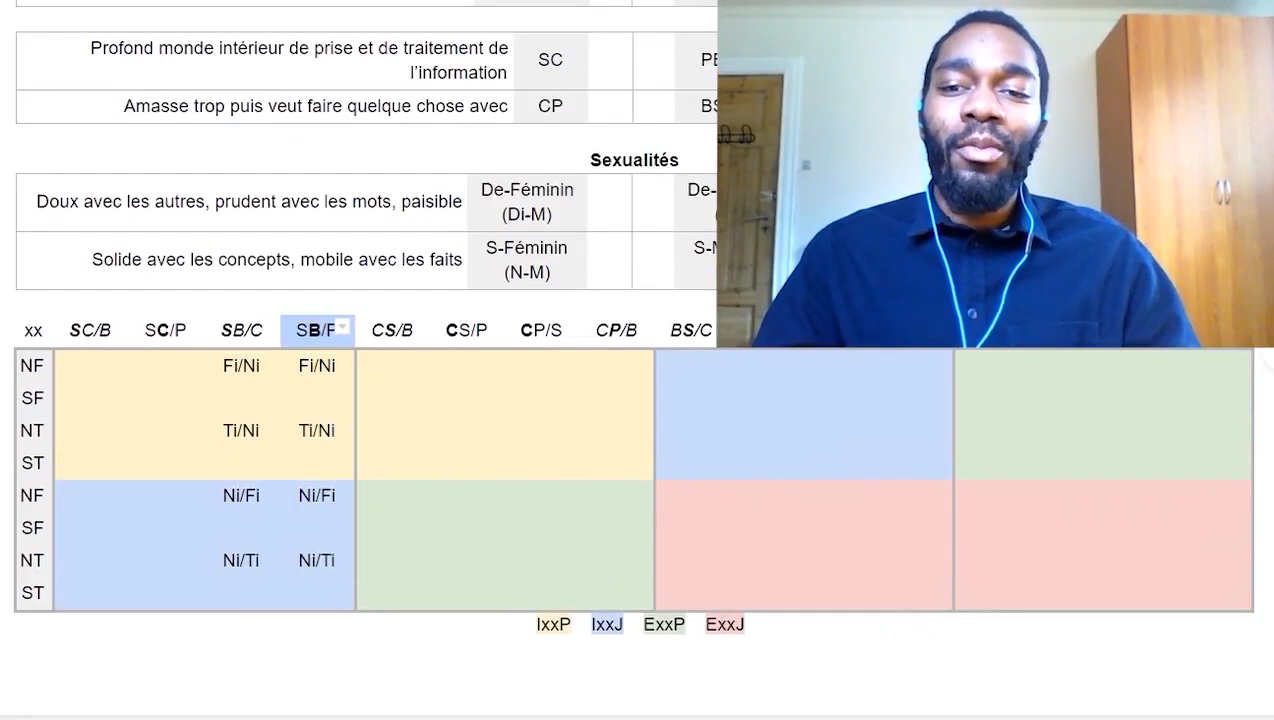 Profond monde intérieur de prise et de traitement de
l'information
SC
Amasse trop puis veut faire quelque chose avec
CP
Sexualités
Doux avec les autres, prudent avec les mots, paisible
De-Féminin
(Di-M)
De-
Solide avec les concepts, mobile avec les faits
S-Féminin
(N-M)
xx SC/B SC/P SB/C CS/B CS/P CP/S CP/B BS/C
NF Fi/Ni Fi/Ni
SF
NT Ti/Ni Ti/Ni
ST
NF Ni/Fi Ni/Fi
SF
NT Ni/Ti Ni/Ti
ST
IxxP IxxJ ExxP ExxJ